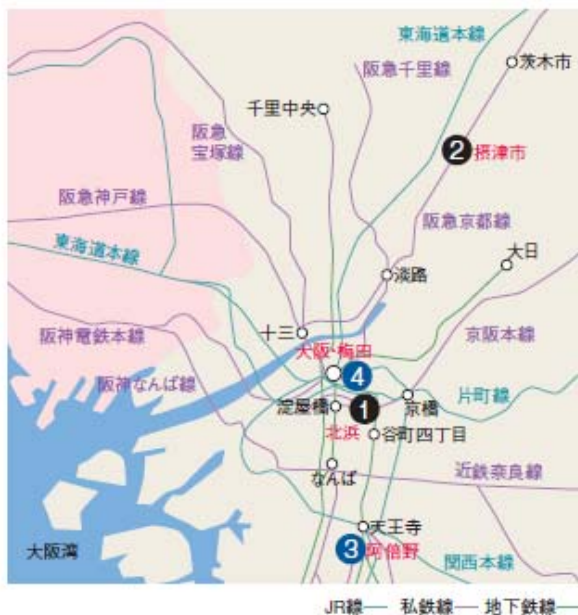 東海道本線
茨木市
阪急千里線
千里中央
阪急
宝塚線
❷摂津市
阪急神戸線
阪急京都線
東海道本線
大日
淡路
十三
京阪本線
阪神電鉄本線
大阪・梅田
❹
阪神なんば線
片町線
淀屋橋
❶
京橋
北浜
谷町四丁目
なんば
近鉄奈良線
天王寺
大阪湾
❸阿倍野
関西本線
JR線 私鉄線 地下鉄線